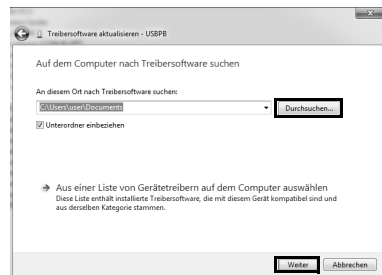 Treibersoftware aktualisieren - USBPB
Auf dem Computer nach Treibersoftware suchen
An diesem Ort nach Treibersoftware suchen:
C:\Users\user\Documents
Durchsuchen...
Unterordner einbeziehen
Aus einer Liste von Gerätetreibern auf dem Computer auswählen
Diese Liste enthält installierte Treibersoftware, die mit diesem Gerät kompatibel sind und
aus derselben Kategorie stammen.
Weiter
Abbrechen